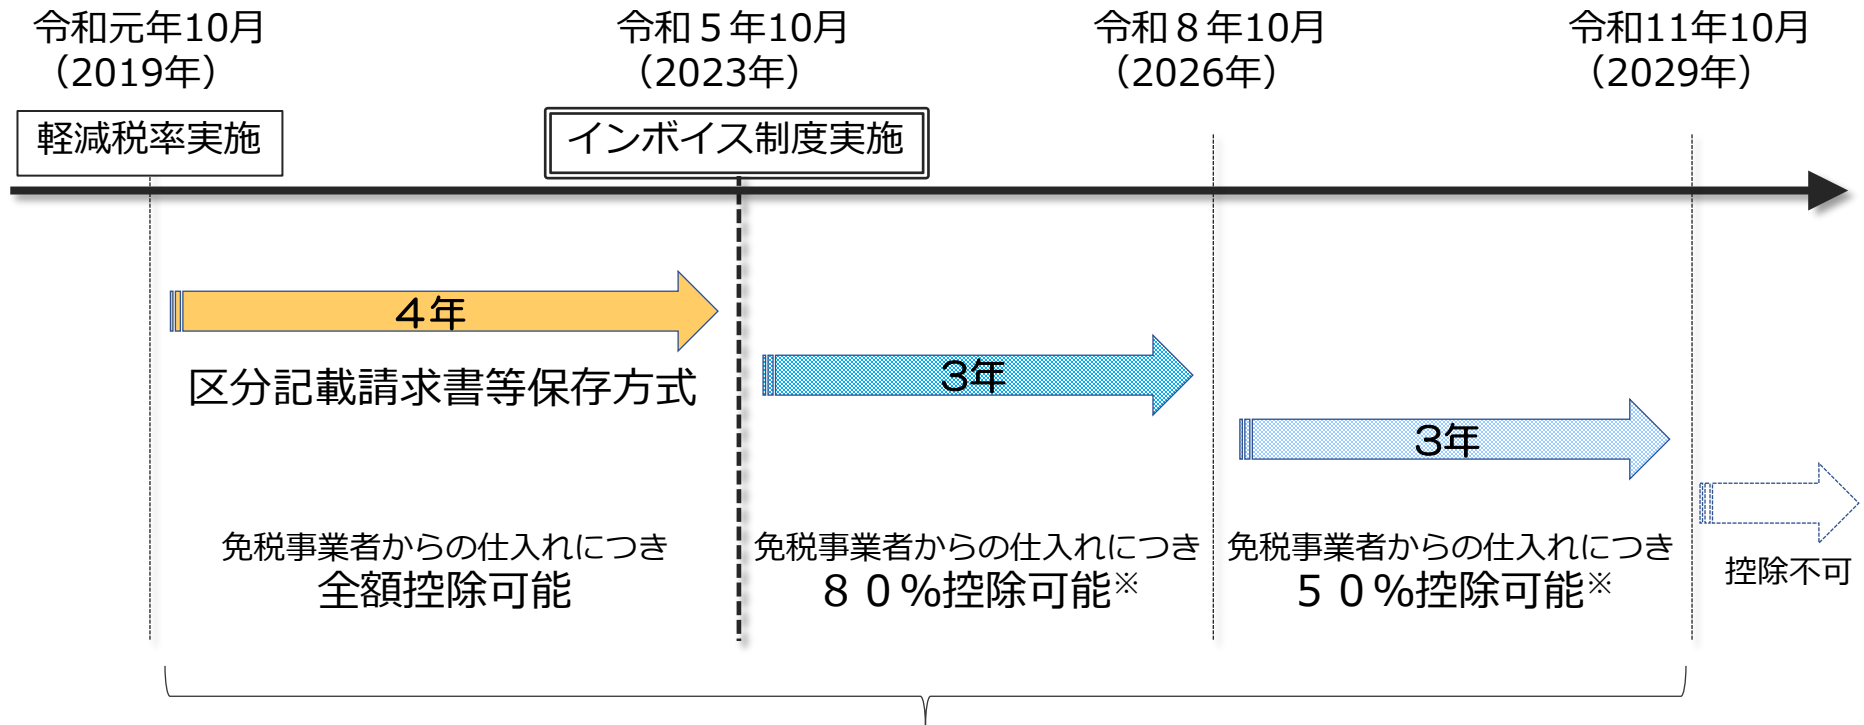 令和元年10月
（2019年）
令和５年10月
（2023年）
令和８年10月
（2026年）
令和11年10月
（2029年）
軽減税率実施
インボイス制度実施
４年
区分記載請求書等保存方式
３年
３年
免税事業者からの仕入れにつき
全額控除可能
免税事業者からの仕入れにつき
８０%控除可能※
免税事業者からの仕入れにつき
５０%控除可能※
控除不可